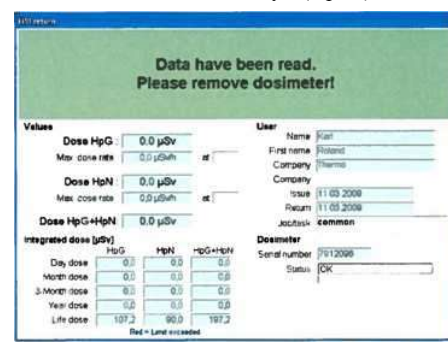 return
Data have been read.
Please remove dosimeter!
Values
Dose HpG : 0,0 µSv
Max dose rate 0,0 µSv/h at
Dose HpN : 0,0 µSv
Max dose rate 0,0 µSv/h at
Dose HpG+HpN 0,0 µSv
Integrated dose [µSv]
HpG HpN HpG+HpN
Day dose 0,0 0,0 0,0
Month dose 0,0 0,0 0,0
3-Month dose 0,0 0,0 0,0
Year dose 0,0 0,0 0,0
Life dose 107,2 90,0 197,2
Red = Limit exceeded
User
Name Karl
First name Roland
Company Thermo
Company
Issue 11.03.2009
Return 11.03.2009
Job/task common
Dosimeter
Serial number
Status OK